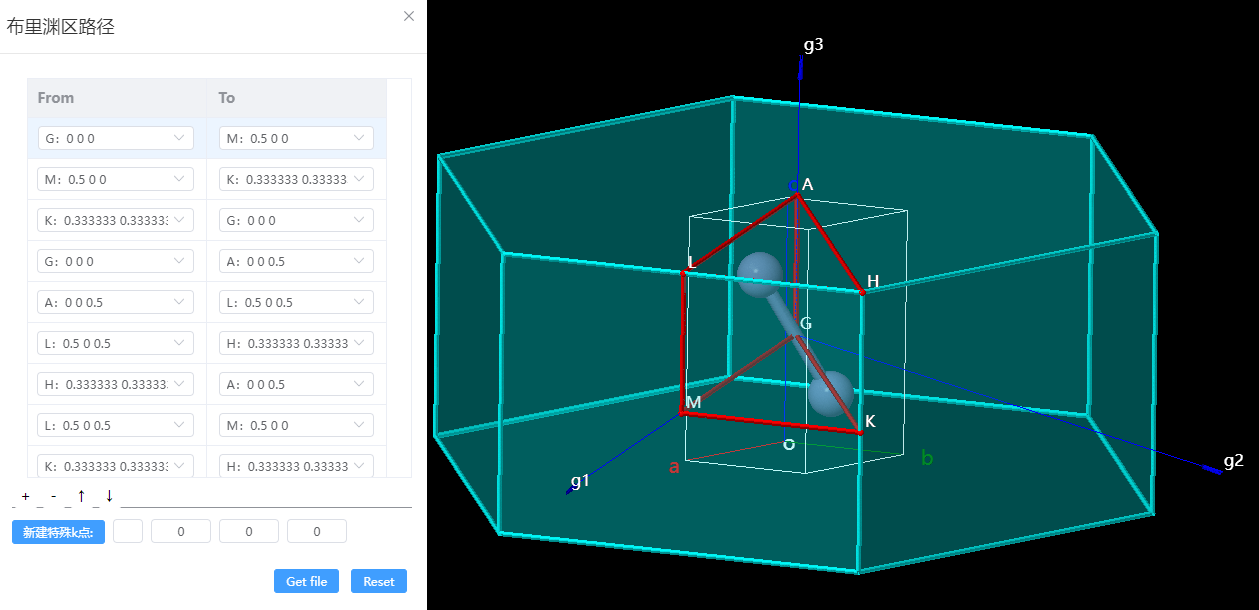 布里渊区路径
From To
G: 0 0 0 M: 0.5 0 0
M: 0.5 0 0 K: 0.333333 0.33333
K: 0.333333 0.333333 G: 0 0 0
G: 0 0 0 A: 0 0 0.5
A: 0 0 0.5 L: 0.5 0 0.5
L: 0.5 0 0.5 H: 0.333333 0.33333
H: 0.333333 0.33333 A: 0 0 0.5
L: 0.5 0 0.5 M: 0.5 0 0
K: 0.333333 0.333333 H: 0.333333 0.33333
+ - ↑ ↓
新建特殊k点: 0 0 0
Get file Reset
g3
c A
L
H
G
M
K
o
a
b
g1
g2